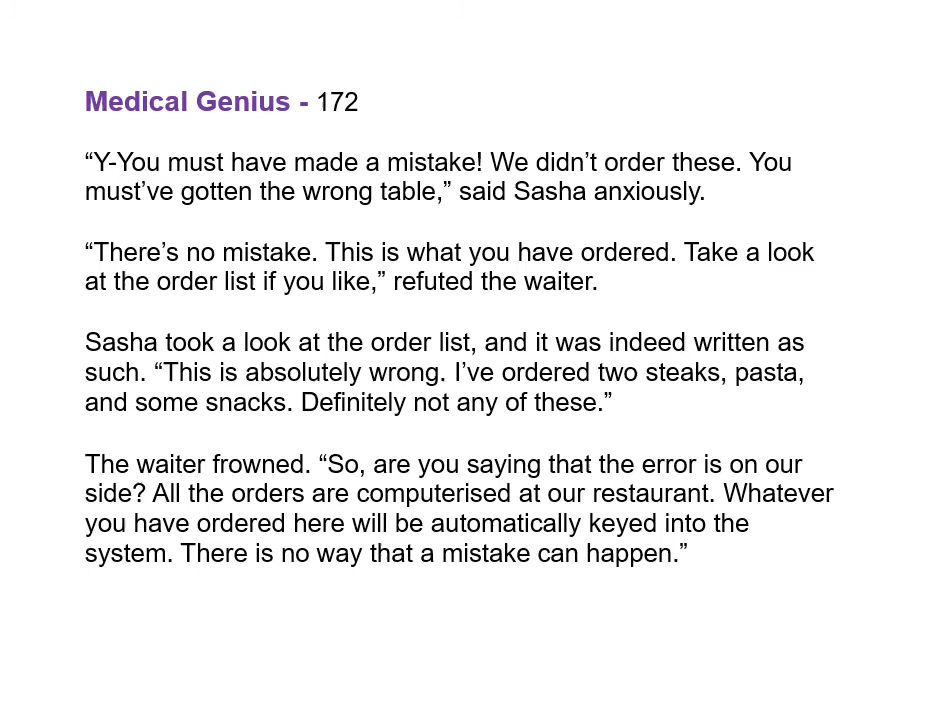 Medical Genius - 172
“Y-You must have made a mistake! We didn’t order these. You
must’ve gotten the wrong table,” said Sasha anxiously.
“There’s no mistake. This is what you have ordered. Take a look
at the order list if you like,” refuted the waiter.
Sasha took a look at the order list, and it was indeed written as
such. “This is absolutely wrong. I’ve ordered two steaks, pasta,
and some snacks. Definitely not any of these.”
The waiter frowned. “So, are you saying that the error is on our
side? All the orders are computerised at our restaurant. Whatever
you have ordered here will be automatically keyed into the
system. There is no way that a mistake can happen.”